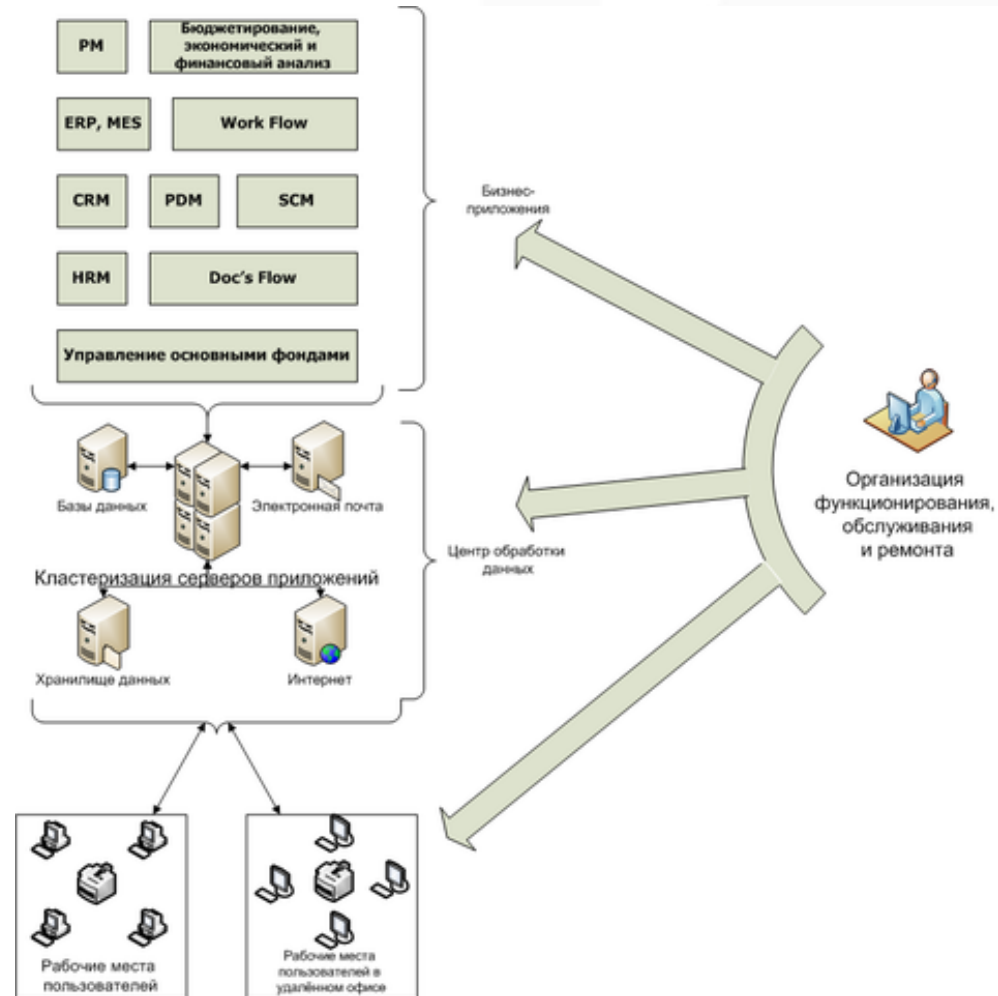 PM
Бюджетирование,
экономический и
финансовый анализ
ERP, MES
Work Flow
CRM
PDM
SCM
HRM
Doc's Flow
Управление основными фондами
Бизнес-
приложения
Базы данных
Электронная почта
Кластеризация серверов приложений
Хранилище данных
Интернет
Центр обработки
данных
Организация
функционирования,
обслуживания
и ремонта
Рабочие места
пользователей
Рабочие места
пользователей в
удалённом офисе